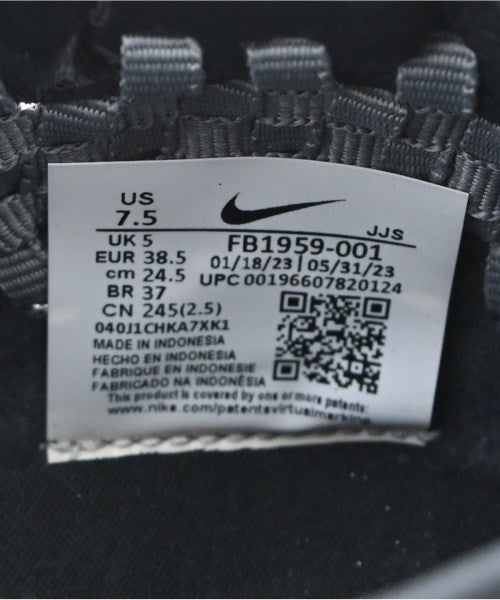 US
7.5
JJS
UK 5
EUR 38.5
cm 24.5
BR 37
CN 245(2.5)
FB1959-001
01/18/23 | 05/31/23
UPC 00196607820124
040J1CHKA7XK1
MADE IN INDONESIA
HECHO EN INDONESIA
FABRIQUE EN INDONESIE
FABRICADO NA INDONÉSIA
This product is covered by one or more patents:
www.nike.com/patentsvirtualmarking